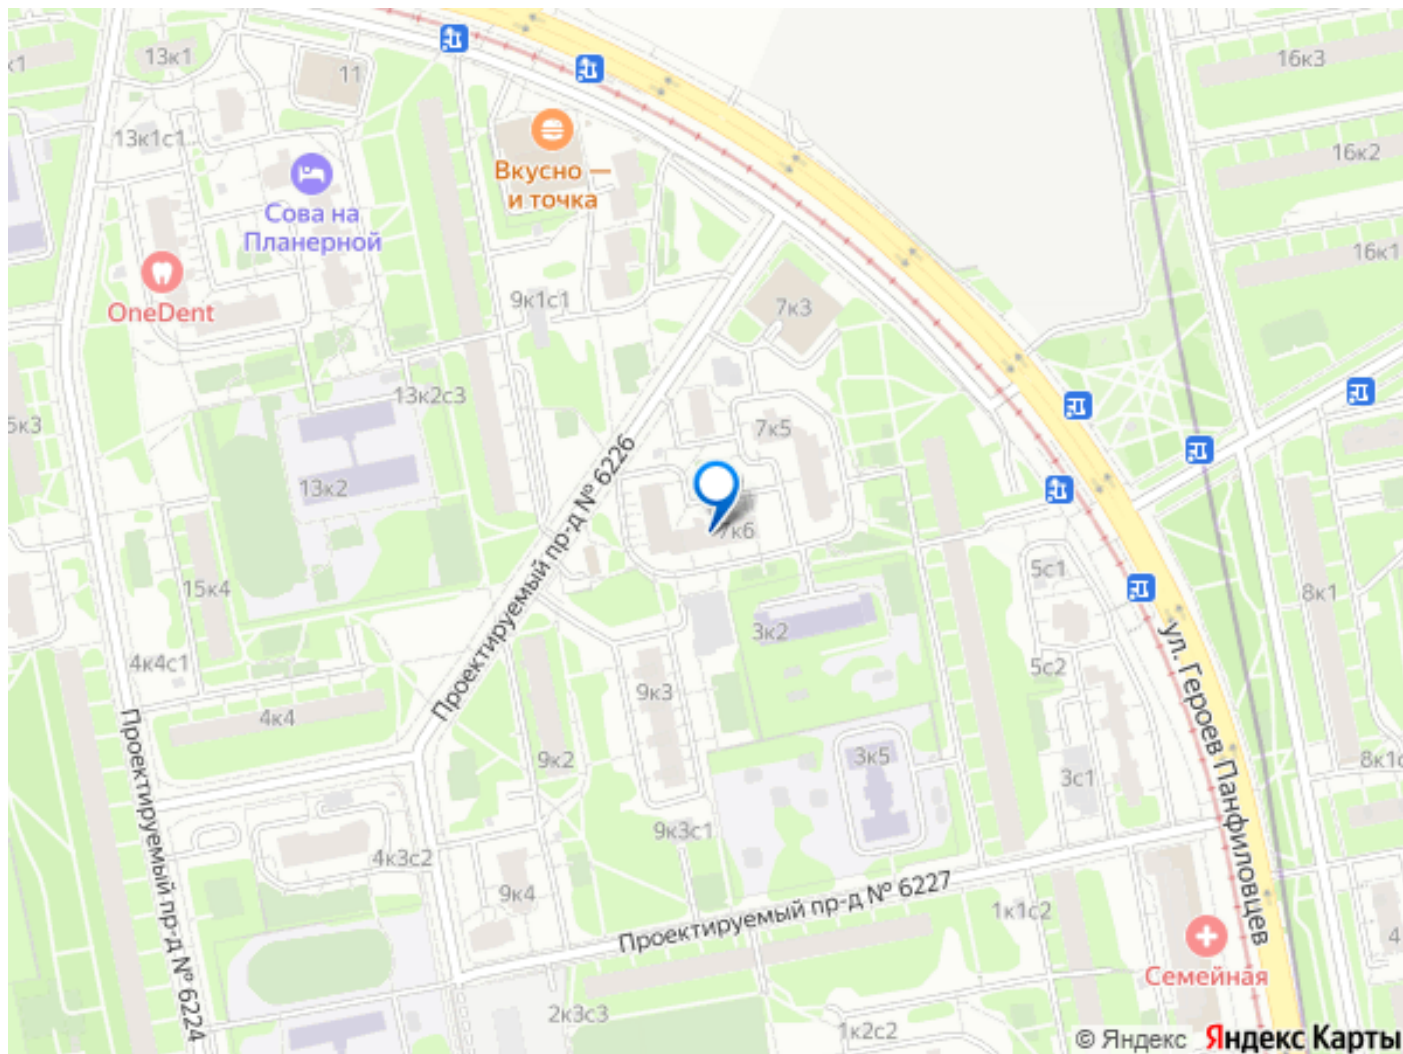 к1
13к1
11
16к3
13к1с1
Вкусно —
и точка
16к2
Сова на
Планерной
16к1
OneDent
9к1с1
7к3
13к2с3
5к3
7к5
Проектируемый пр-д № 6226
13к2
7к6
5с1
15к4
8к1
3к2
ул. Героев Панфиловцев
4к4с1
5с2
9к3
4к4
Проектируемый пр-д № 6224
9к2
3к5
3с1
8к1с
9к3с1
4к3с2
9к4
Проектируемый пр-д № 6227
1к1с2
4
Семейная
2к3с3
1к2с2
© Яндекс Яндекс Карты